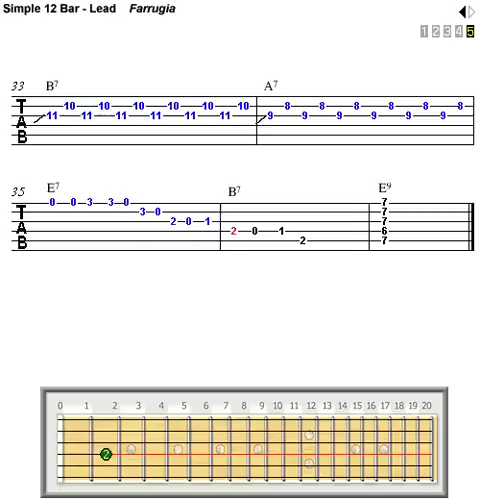 Simple 12 Bar - Lead Farrugia
1 2 3 4 5
33 B7 A7
T 10 10 10 10 10 10 8 8 8 8 8 8
A 11 11 11 11 11 11 9 9 9 9 9 9
B
35 E7 B7 E9
0 0 3 3 0 7
T 3 0 7
2 0 1 7
A 2 0 1 6
B 2 7
0 1 2 3 4 5 6 7 8 9 10 11 12 13 14 15 16 17 18 19 20
2